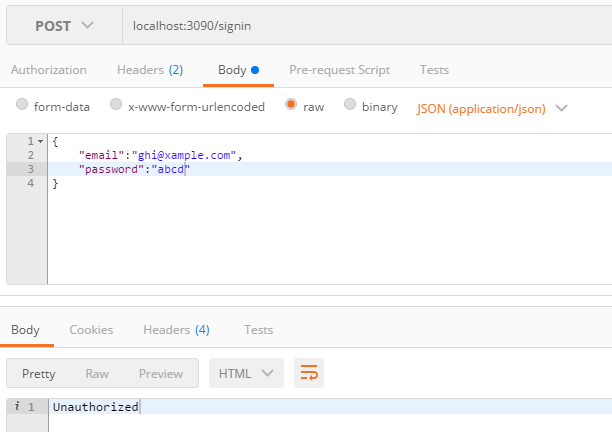 POST localhost:3090/signin
Authorization Headers (2) Body Pre-request Script Tests
form-data x-www-form-urlencoded raw binary JSON (application/json)
1 {
2 "email":"ghi@xample.com",
3 "password":"abcd"
4 }
Body Cookies Headers (4) Tests
Pretty Raw Preview HTML
i 1 Unauthorized